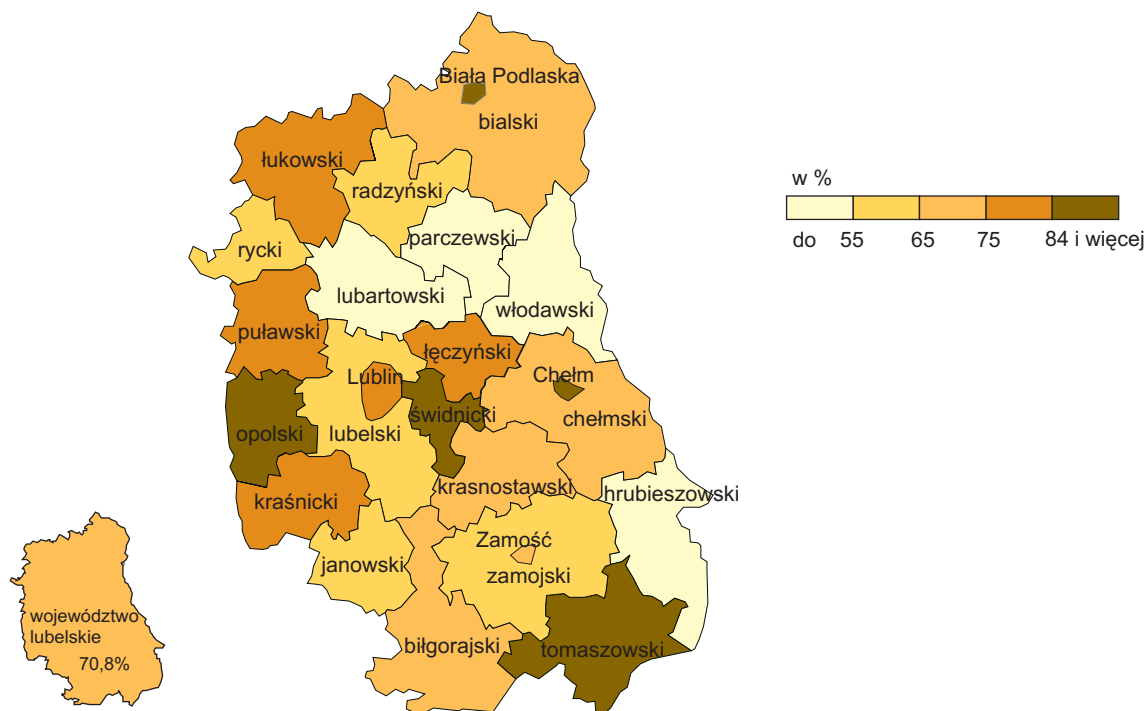 Biała Podlaska
bialski
łukowski
radzyński
w %
do 55 65 75 84 i więcej
parczewski
rycki
lubartowski
włodawski
puławski
łęczyński
Lublin
Chełm
świdnicki
chełmski
opolski
lubelski
krasnostawski
hrubieszowski
kraśnicki
Zamość
janowski
zamojski
województwo
lubelskie
70,8%
biłgorajski
tomaszowski